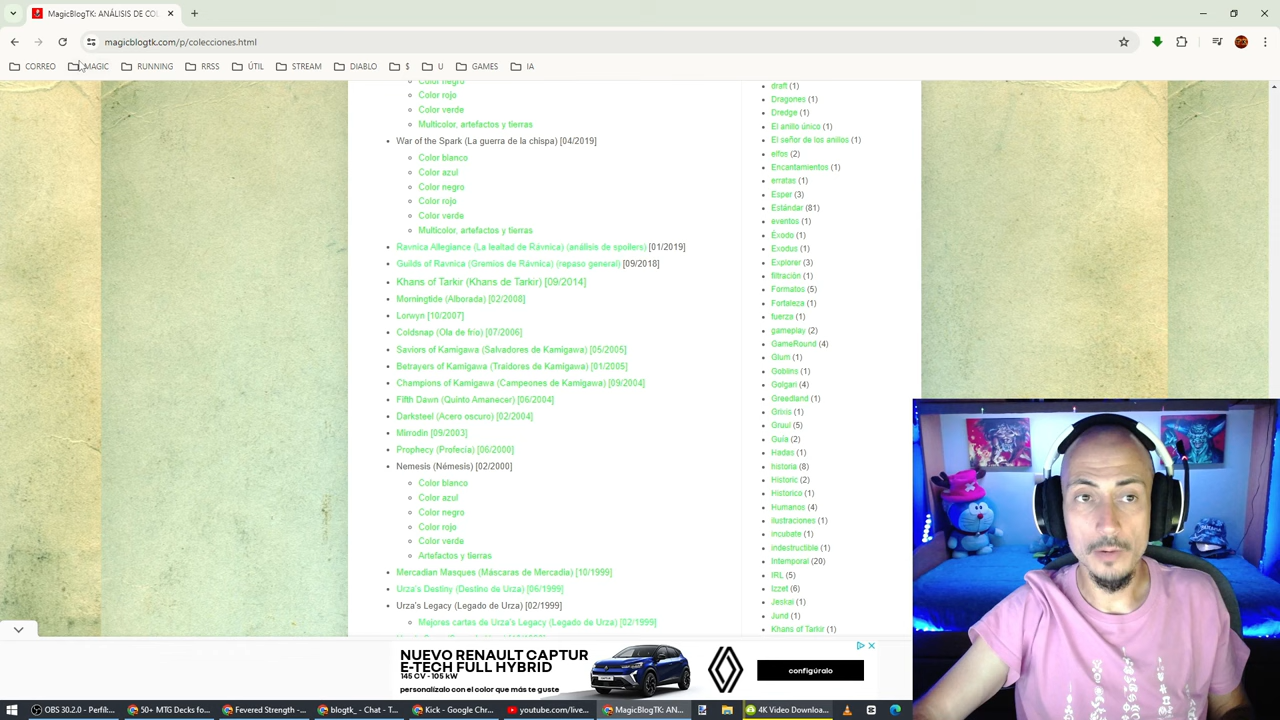 MagicBlogTK: ANÁLISIS DE COL
magicblogtk.com/p/colecciones.html
CORREO
MAGIC
RUNNING
RRSS
ÚTIL
STREAM
DIABLO
$
U
GAMES
IA
Color negro
Color rojo
Color verde
Multicolor, artefactos y tierras
War of the Spark (La guerra de la chispa) [04/2019]
Color blanco
Color azul
Color negro
Color rojo
Color verde
Multicolor, artefactos y tierras
Ravnica Allegiance (La lealtad de Rávnica) (análisis de spoilers) [01/2019]
Guilds of Ravnica (Gremios de Rávnica) (repaso general) [09/2018]
Khans of Tarkir (Khans de Tarkir) [09/2014]
Morningtide (Alborada) [02/2008]
Lorwyn [10/2007]
Coldsnap (Ola de frío) [07/2006]
Saviors of Kamigawa (Salvadores de Kamigawa) [05/2005]
Betrayers of Kamigawa (Traidores de Kamigawa) [01/2005]
Champions of Kamigawa (Campeones de Kamigawa) [09/2004]
Fifth Dawn (Quinto Amanecer) [06/2004]
Darksteel (Acero oscuro) [02/2004]
Mirrodin [09/2003]
Prophecy (Profecía) [06/2000]
Nemesis (Némesis) [02/2000]
Color blanco
Color azul
Color negro
Color rojo
Color verde
Artefactos y tierras
Mercadian Masques (Máscaras de Mercadia) [10/1999]
Urza's Destiny (Destino de Urza) [06/1999]
Urza's Legacy (Legado de Urza) [02/1999]
Mejores cartas de Urza's Legacy (Legado de Urza) [02/1999]
draft (1)
Dragones (1)
Dredge (1)
El anillo único (1)
El señor de los anillos (1)
elfos (2)
Encantamientos (1)
erratas (1)
Esper (3)
Estándar (81)
eventos (1)
Éxodo (1)
Exodus (1)
Explorer (3)
filtración (1)
Formatos (5)
Fortaleza (1)
fuerza (1)
gameplay (2)
GameRound (4)
Glum (1)
Goblins (1)
Golgari (4)
Greedland (1)
Grixis (1)
Gruul (5)
Guía (2)
Hadas (1)
historia (8)
Historic (2)
Historico (1)
Humanos (4)
ilustraciones (1)
incubate (1)
indestructible (1)
Intemporal (20)
IRL (5)
Izzet (6)
Jeskai (1)
Jund (1)
Khans of Tarkir (1)
NUEVO RENAULT CAPTUR
E-TECH FULL HYBRID
145 CV - 105 kW
personalízalo con el color que más te guste
configúralo
OBS 30.2.0 - Perfil:...
50+ MTG Decks fo...
Fevered Strength -...
blogtk_ - Chat - T...
Kick - Google Chr...
youtube.com/live...
MagicBlogTK: AN...
4K Video Downloa...